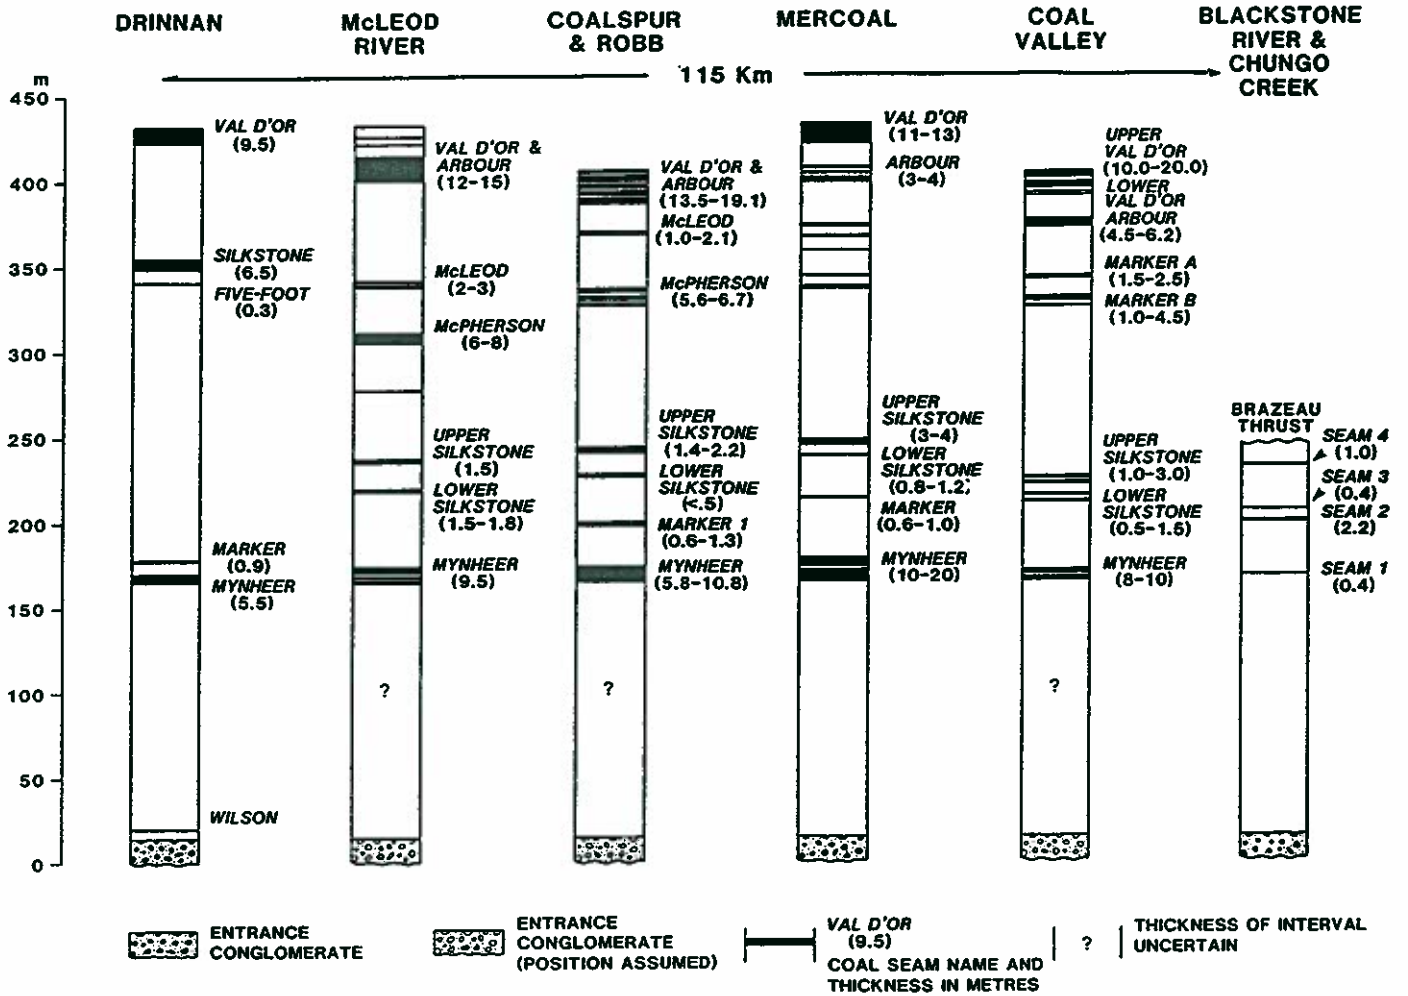 DRINNAN
McLEOD
RIVER
COALSPUR
& ROBB
MERCOAL
COAL
VALLEY
BLACKSTONE
RIVER &
CHUNGO
CREEK
115 Km
m
450
400
350
300
250
200
150
100
50
0
VAL D'OR
(9.5)
SILKSTONE
(6.5)
FIVE-FOOT
(0.3)
MARKER
(0.9)
MYNHEER
(5.5)
WILSON
VAL D'OR &
ARBOUR
(12-15)
McLEOD
(2-3)
McPHERSON
(6-8)
UPPER
SILKSTONE
(1.5)
LOWER
SILKSTONE
(1.5-1.8)
MYNHEER
(9.5)
?
VAL D'OR &
ARBOUR
(13.5-19.1)
McLEOD
(1.0-2.1)
McPHERSON
(5.6-6.7)
UPPER
SILKSTONE
(1.4-2.2)
LOWER
SILKSTONE
(<.5)
MARKER 1
(0.6-1.3)
MYNHEER
(5.8-10.8)
?
VAL D'OR
(11-13)
ARBOUR
(3-4)
UPPER
SILKSTONE
(3-4)
LOWER
SILKSTONE
(0.8-1.2)
MARKER
(0.6-1.0)
MYNHEER
(10-20)
UPPER
VAL D'OR
(10.0-20.0)
LOWER
VAL D'OR
ARBOUR
(4.5-6.2)
MARKER A
(1.5-2.5)
MARKER B
(1.0-4.5)
UPPER
SILKSTONE
(1.0-3.0)
LOWER
SILKSTONE
(0.5-1.5)
MYNHEER
(8-10)
?
BRAZEAU
THRUST
SEAM 4
(1.0)
SEAM 3
(0.4)
SEAM 2
(2.2)
SEAM 1
(0.4)
ENTRANCE
CONGLOMERATE
ENTRANCE
CONGLOMERATE
(POSITION ASSUMED)
VAL D'OR
(9.5)
COAL SEAM NAME AND
THICKNESS IN METRES
?
THICKNESS OF INTERVAL
UNCERTAIN